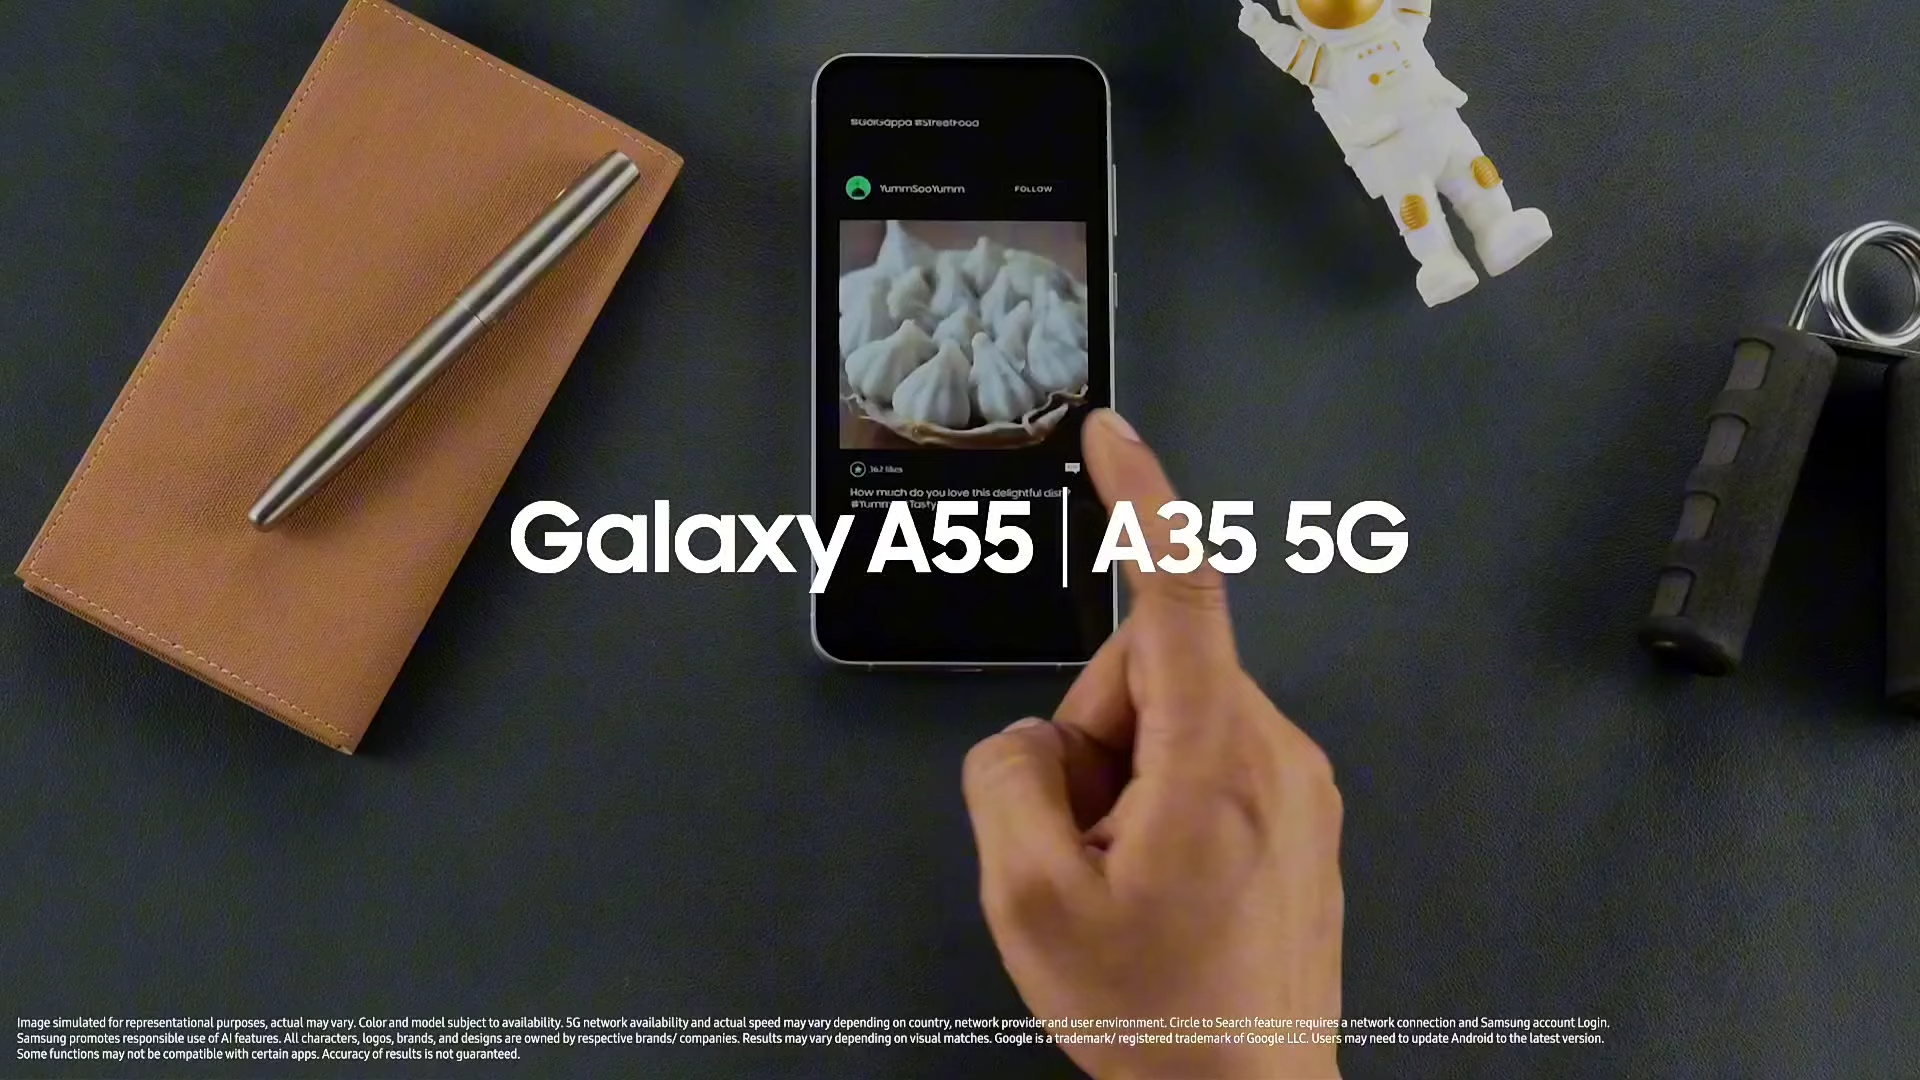 #GolGappa #StreetFood
YummSooYumm FOLLOW
362 likes
How much do you love this delightful dish?
#Yumm Tasty
Galaxy A55 | A35 5G
Image simulated for representational purposes, actual may vary. Color and model subject to availability. 5G network availability and actual speed may vary depending on country, network provider and user environment. Circle to Search feature requires a network connection and Samsung account Login.
Samsung promotes responsible use of AI features. All characters, logos, brands, and designs are owned by respective brands/ companies. Results may vary depending on visual matches. Google is a trademark/ registered trademark of Google LLC. Users may need to update Android to the latest version.
Some functions may not be compatible with certain apps. Accuracy of results is not guaranteed.